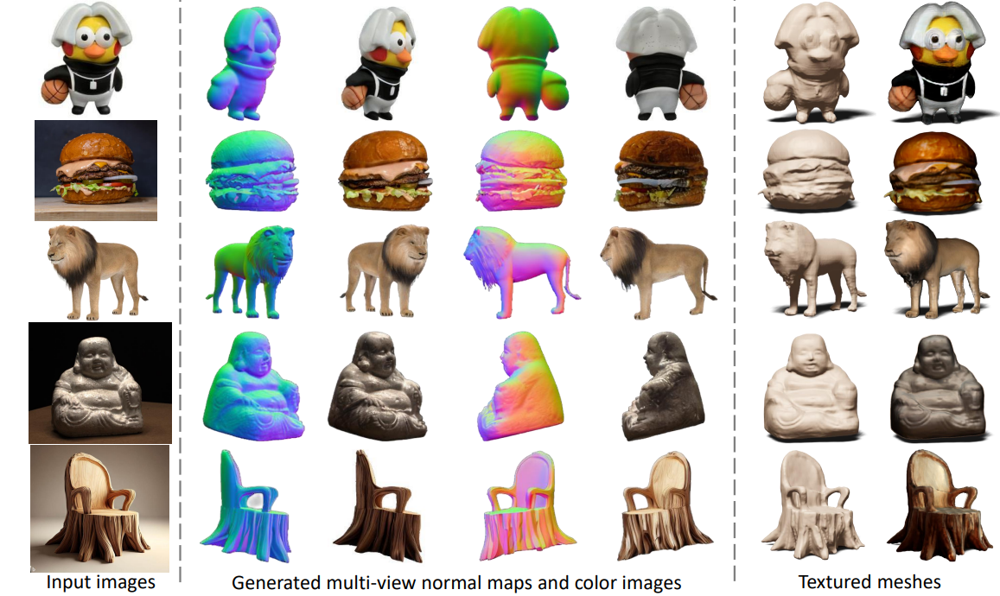 Input images
Generated multi-view normal maps and color images
Textured meshes